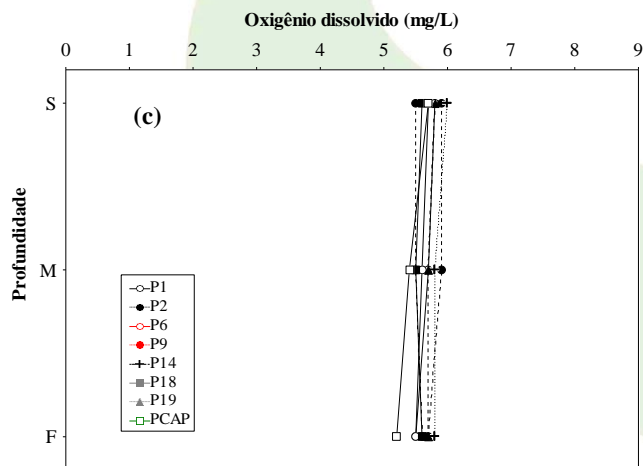 Oxigênio dissolvido (mg/L)
0 1 2 3 4 5 6 7 8 9
S
(c)
Profundidade
M
P1
P2
P6
P9
P14
P18
P19
PCAP
F